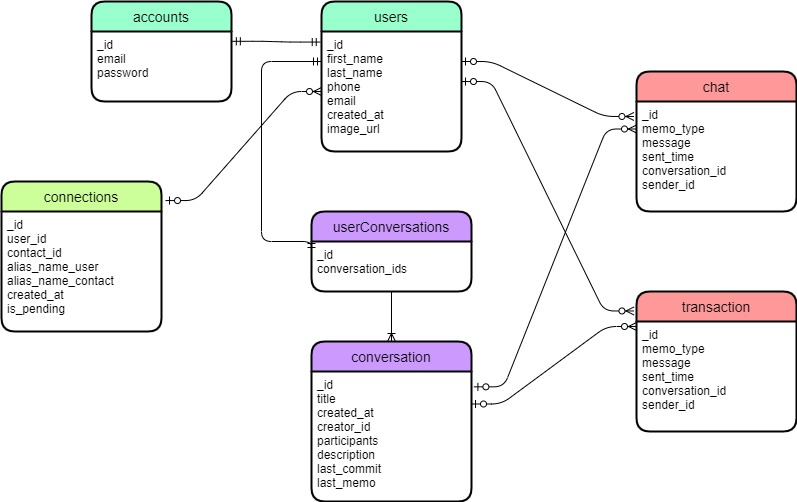 accounts
_id
email
password
users
_id
first_name
last_name
phone
email
created_at
image_url
chat
_id
memo_type
message
sent_time
conversation_id
sender_id
connections
_id
user_id
contact_id
alias_name_user
alias_name_contact
created_at
is_pending
userConversations
_id
conversation_ids
transaction
_id
memo_type
message
sent_time
conversation_id
sender_id
conversation
_id
title
created_at
creator_id
participants
description
last_commit
last_memo